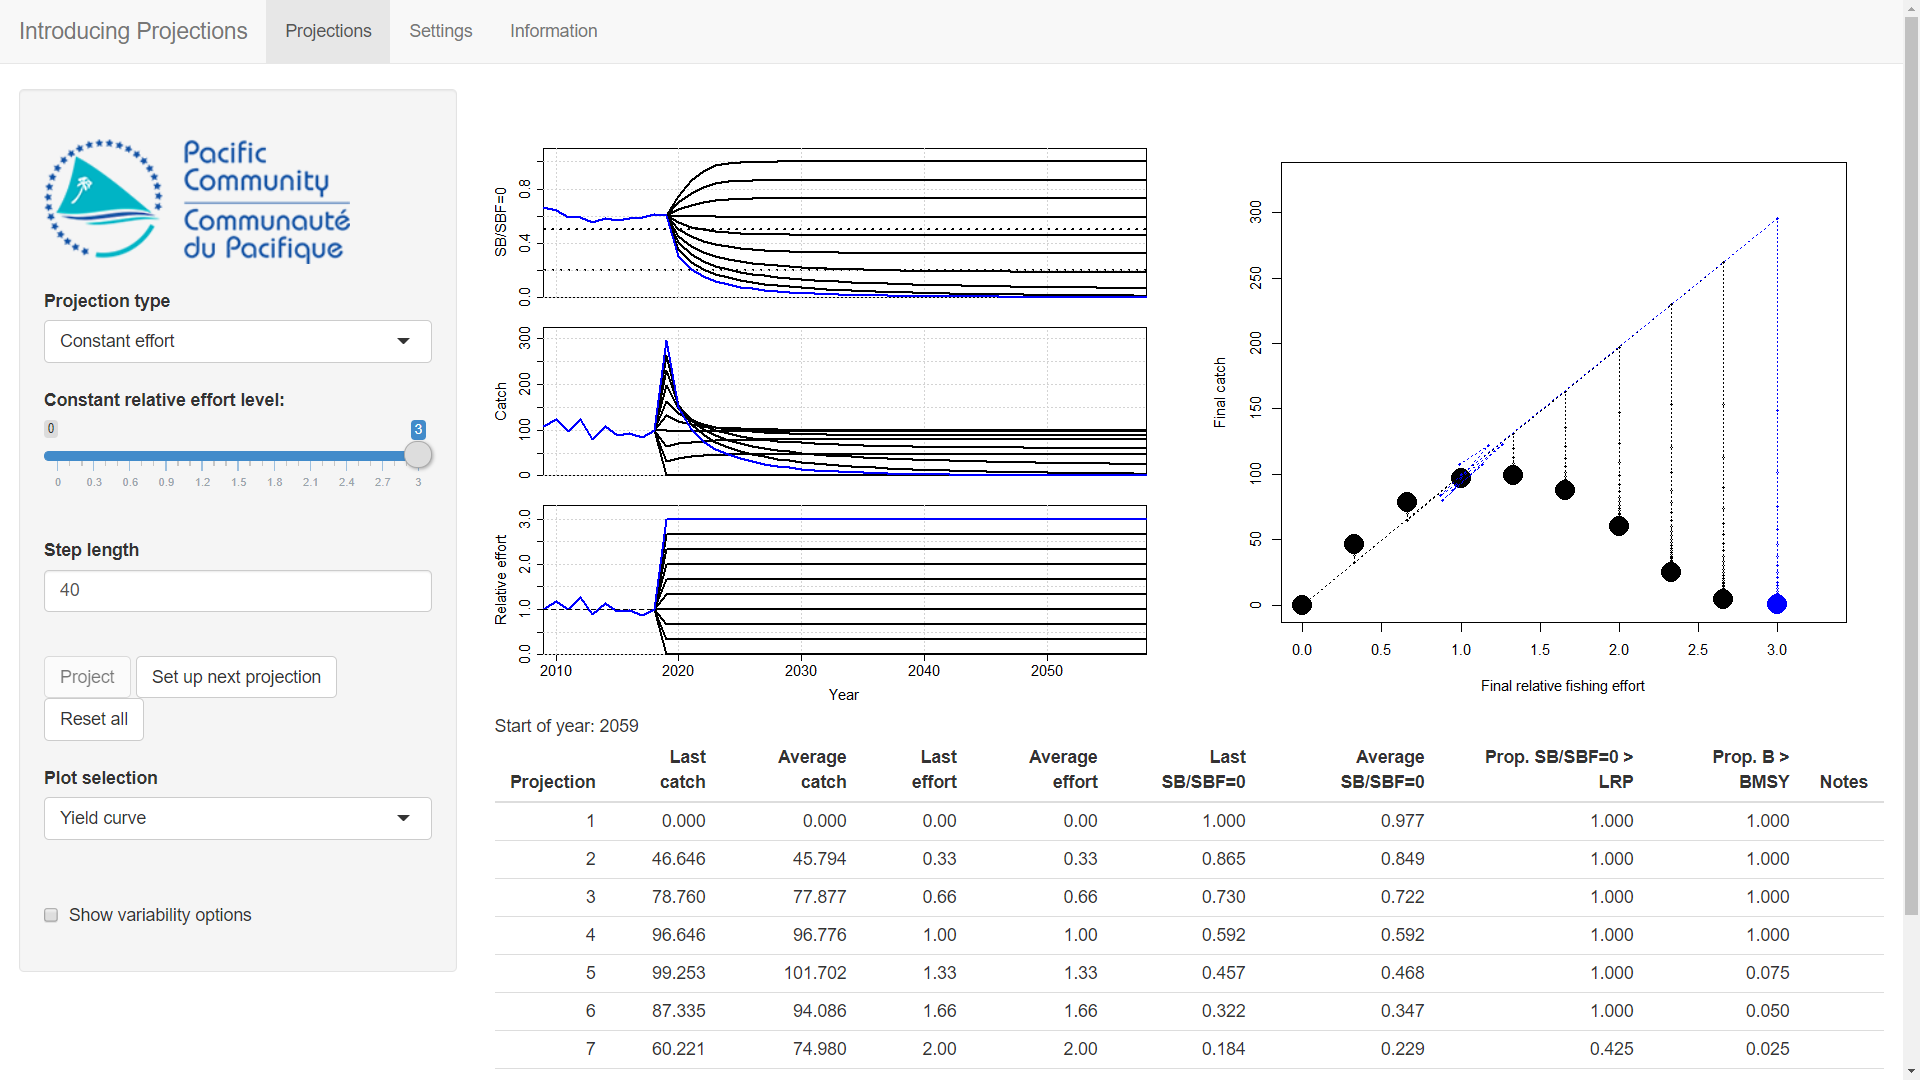 Introducing Projections
Projections
Settings
Information
Pacific
Community
Communauté
du Pacifique
Projection type
Constant effort
Constant relative effort level:
0
3
0 0.3 0.6 0.9 1.2 1.5 1.8 2.1 2.4 2.7 3
Step length
40
Project
Set up next projection
Reset all
Plot selection
Yield curve
Show variability options
SB/SBF=0
0.0 0.4 0.8
Catch
0 100 200 300
Relative effort
0.0 1.0 2.0 3.0
2010 2020 2030 2040 2050
Year
Final catch
0 50 100 150 200 250 300
0.0 0.5 1.0 1.5 2.0 2.5 3.0
Final relative fishing effort
Start of year: 2059
Projection Last catch Average catch Last effort Average effort Last SB/SBF=0 Average SB/SBF=0 Prop. SB/SBF=0 > LRP Prop. B > BMSY Notes
1 0.000 0.000 0.00 0.00 1.000 0.977 1.000 1.000
2 46.646 45.794 0.33 0.33 0.865 0.849 1.000 1.000
3 78.760 77.877 0.66 0.66 0.730 0.722 1.000 1.000
4 96.646 96.776 1.00 1.00 0.592 0.592 1.000 1.000
5 99.253 101.702 1.33 1.33 0.457 0.468 1.000 0.075
6 87.335 94.086 1.66 1.66 0.322 0.347 1.000 0.050
7 60.221 74.980 2.00 2.00 0.184 0.229 0.425 0.025